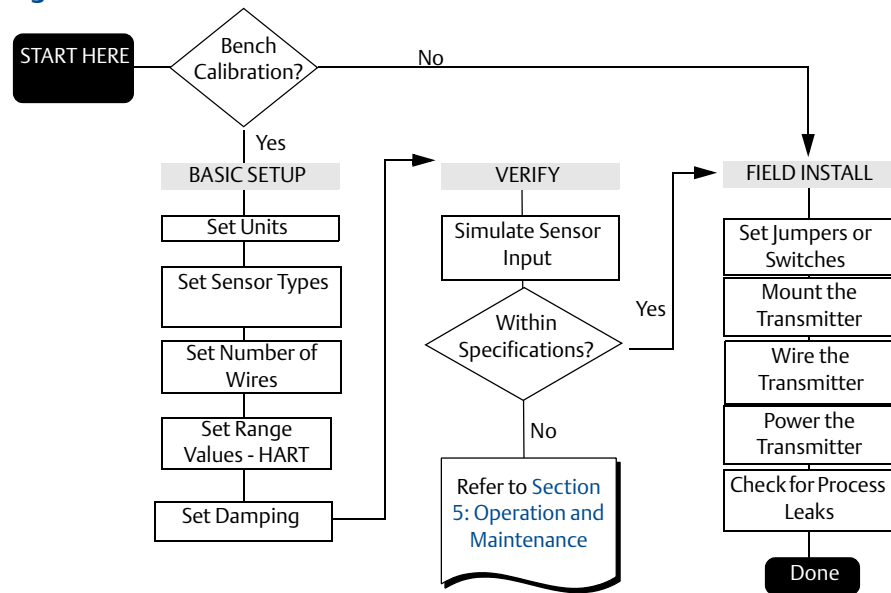 START HERE
Bench
Calibration?
No
Yes
BASIC SETUP
Set Units
Set Sensor Types
Set Number of
Wires
Set Range
Values - HART
Set Damping
VERIFY
Simulate Sensor
Input
Within
Specifications?
Yes
No
Refer to Section
5: Operation and
Maintenance
FIELD INSTALL
Set Jumpers or
Switches
Mount the
Transmitter
Wire the
Transmitter
Power the
Transmitter
Check for Process
Leaks
Done